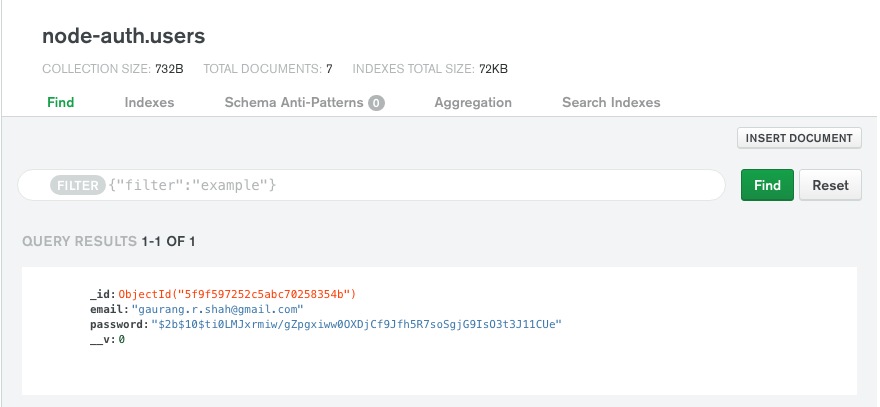 node-auth.users
COLLECTION SIZE: 732B TOTAL DOCUMENTS: 7 INDEXES TOTAL SIZE: 72KB
Find Indexes Schema Anti-Patterns 0 Aggregation Search Indexes
INSERT DOCUMENT
FILTER {"filter":"example"} Find Reset
QUERY RESULTS 1-1 OF 1
_id: ObjectId("5f9f597252c5abc70258354b")
email: "gaurang.r.shah@gmail.com"
password: "$2b$10$ti0LMJxrmiw/gZpgxiww0OXDjCf9Jfh5R7soSgjG9IsO3t3J11CUe"
__v: 0